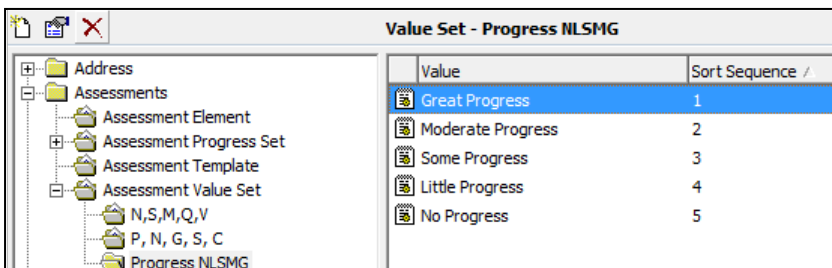 Value Set - Progress NLSMG
Address
Assessments
Assessment Element
Assessment Progress Set
Assessment Template
Assessment Value Set
N,S,M,Q,V
P, N, G, S, C
Progress NLSMG
Value Sort Sequence
Great Progress 1
Moderate Progress 2
Some Progress 3
Little Progress 4
No Progress 5